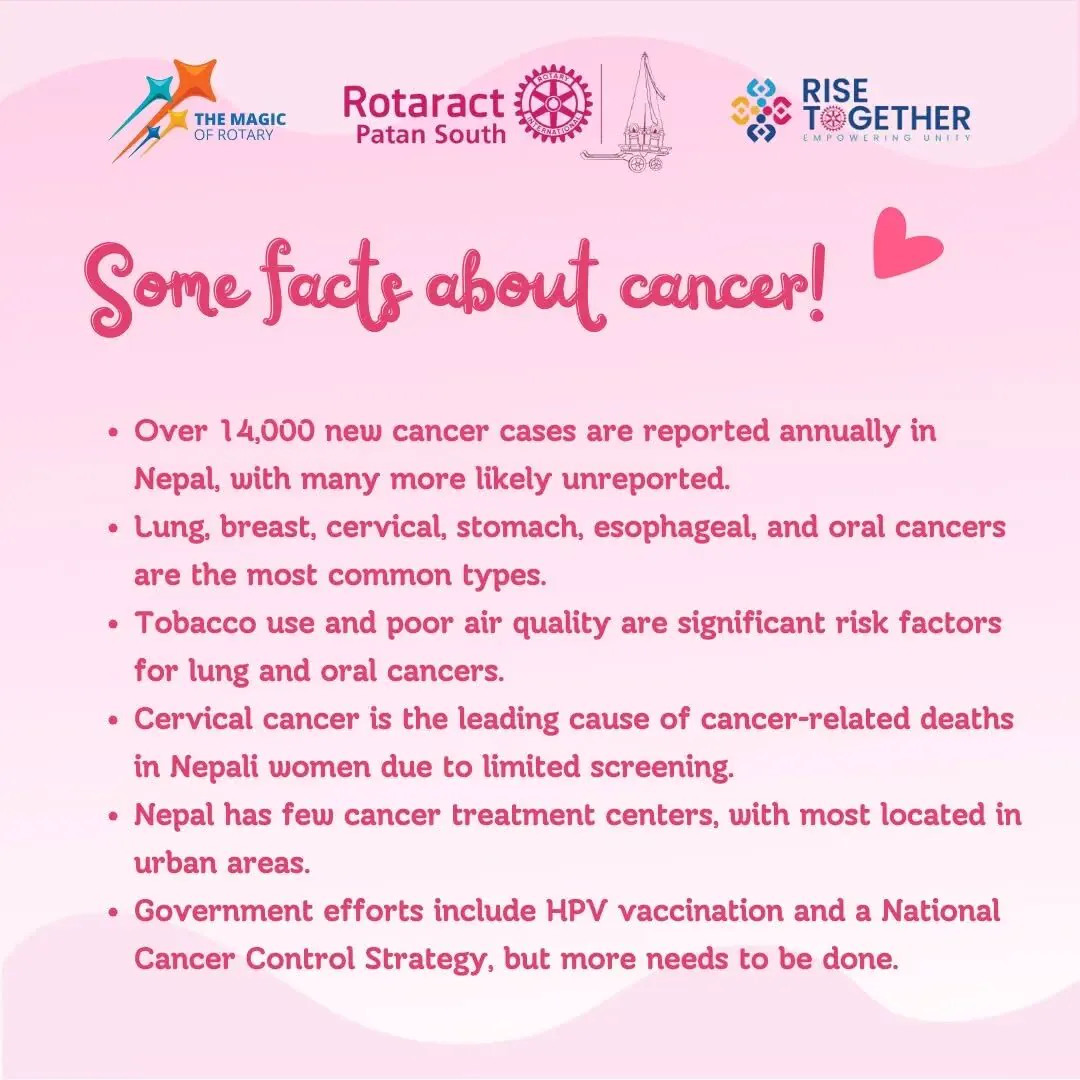 THE MAGIC
OF ROTARY
Rotaract
Patan South
ROTARY
INTERNATIONAL
RISE
TOGETHER
EMPOWERING UNITY
Some facts about cancer!
• Over 14,000 new cancer cases are reported annually in
Nepal, with many more likely unreported.
• Lung, breast, cervical, stomach, esophageal, and oral cancers
are the most common types.
• Tobacco use and poor air quality are significant risk factors
for lung and oral cancers.
• Cervical cancer is the leading cause of cancer-related deaths
in Nepali women due to limited screening.
• Nepal has few cancer treatment centers, with most located in
urban areas.
• Government efforts include HPV vaccination and a National
Cancer Control Strategy, but more needs to be done.